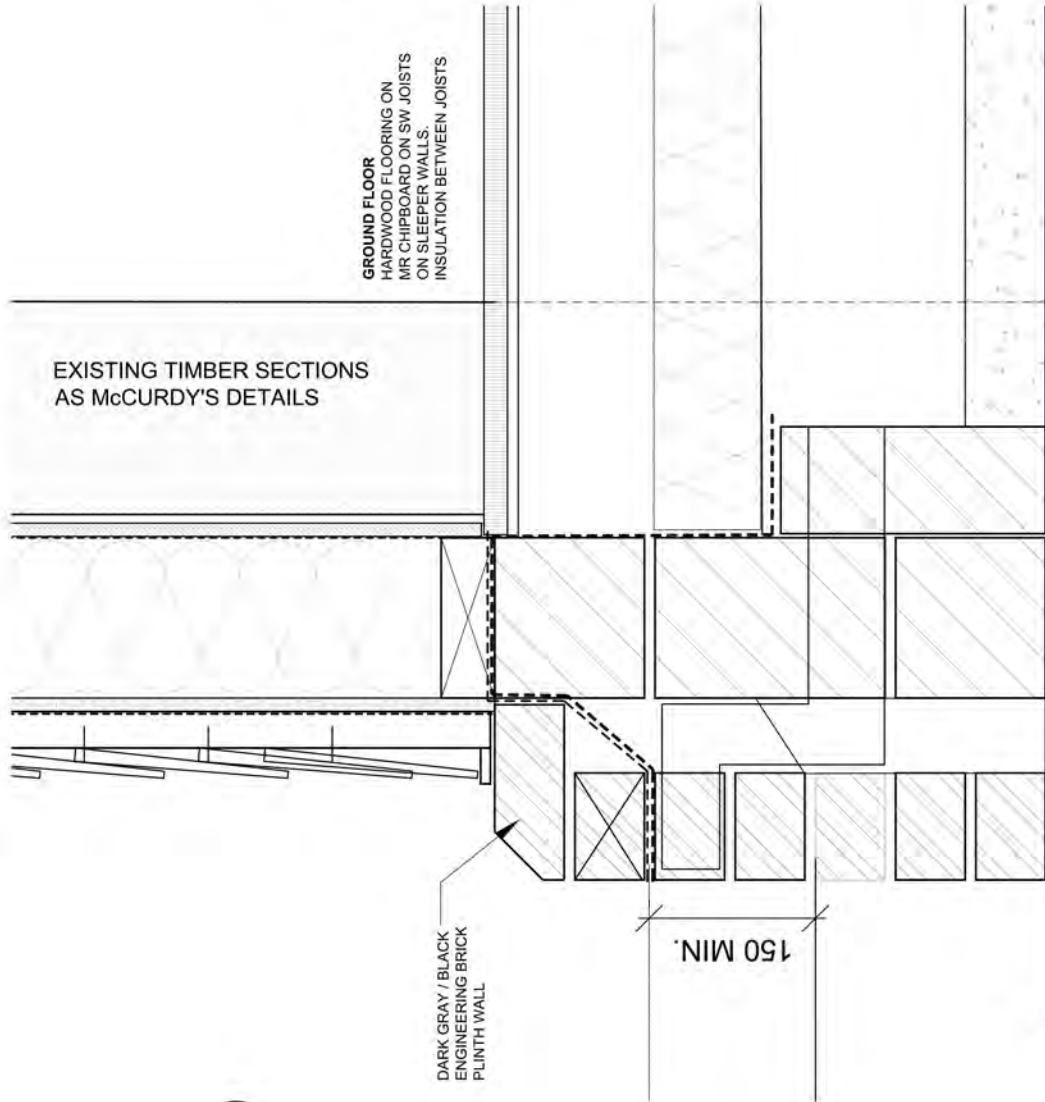 GROUND FLOOR
HARDWOOD FLOORING ON
MR CHIPBOARD ON SW JOISTS
ON SLEEPER WALLS.
INSULATION BETWEEN JOISTS
EXISTING TIMBER SECTIONS
AS McCURDY'S DETAILS
DARK GRAY / BLACK
ENGINEERING BRICK
PLINTH WALL
150 MIN.